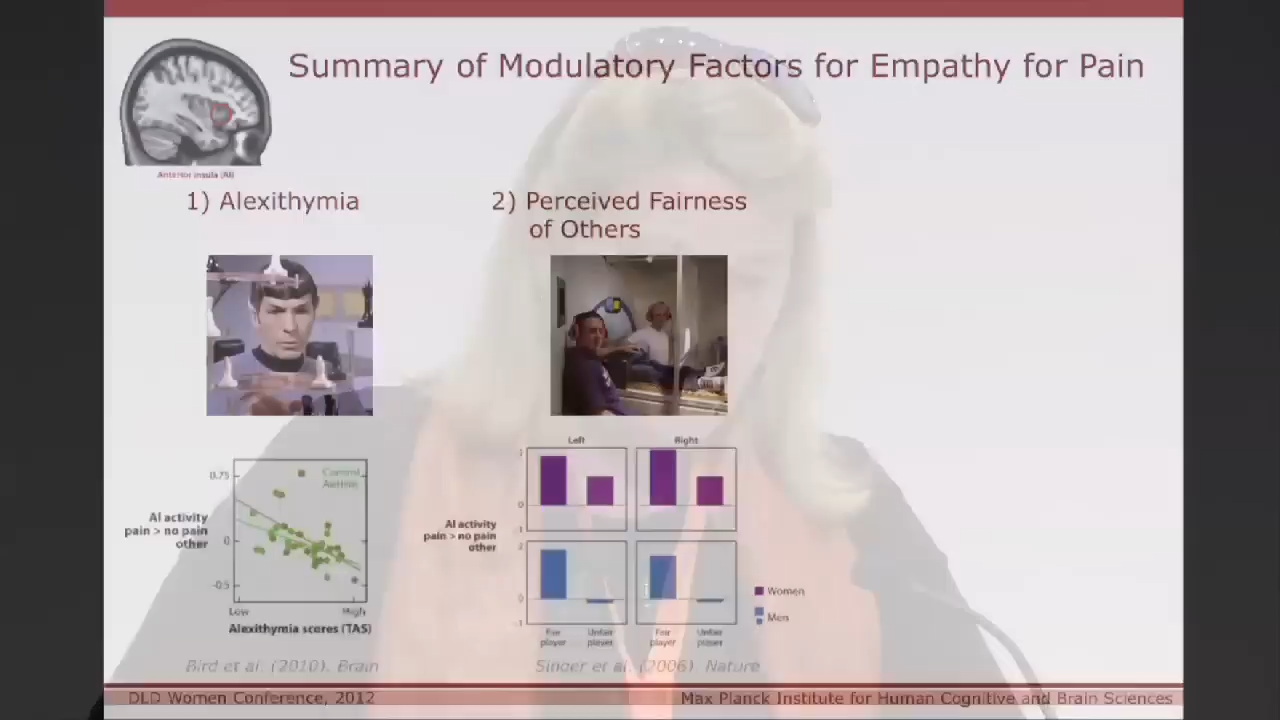 Summary of Modulatory Factors for Empathy for Pain
Anterior insula (AI)
1) Alexithymia
2) Perceived Fairness
of Others
0.75
0
-0.5
Control
Autism
AI activity
pain > no pain
other
Low
High
Alexithymia scores (TAS)
Bird et al. (2010). Brain
Left
Right
AI activity
pain > no pain
other
0
2
0
-1
Fair
player
Unfair
player
Fair
player
Unfair
player
Women
Men
Singer et al. (2006). Nature
DLD Women Conference, 2012
Max Planck Institute for Human Cognitive and Brain Sciences